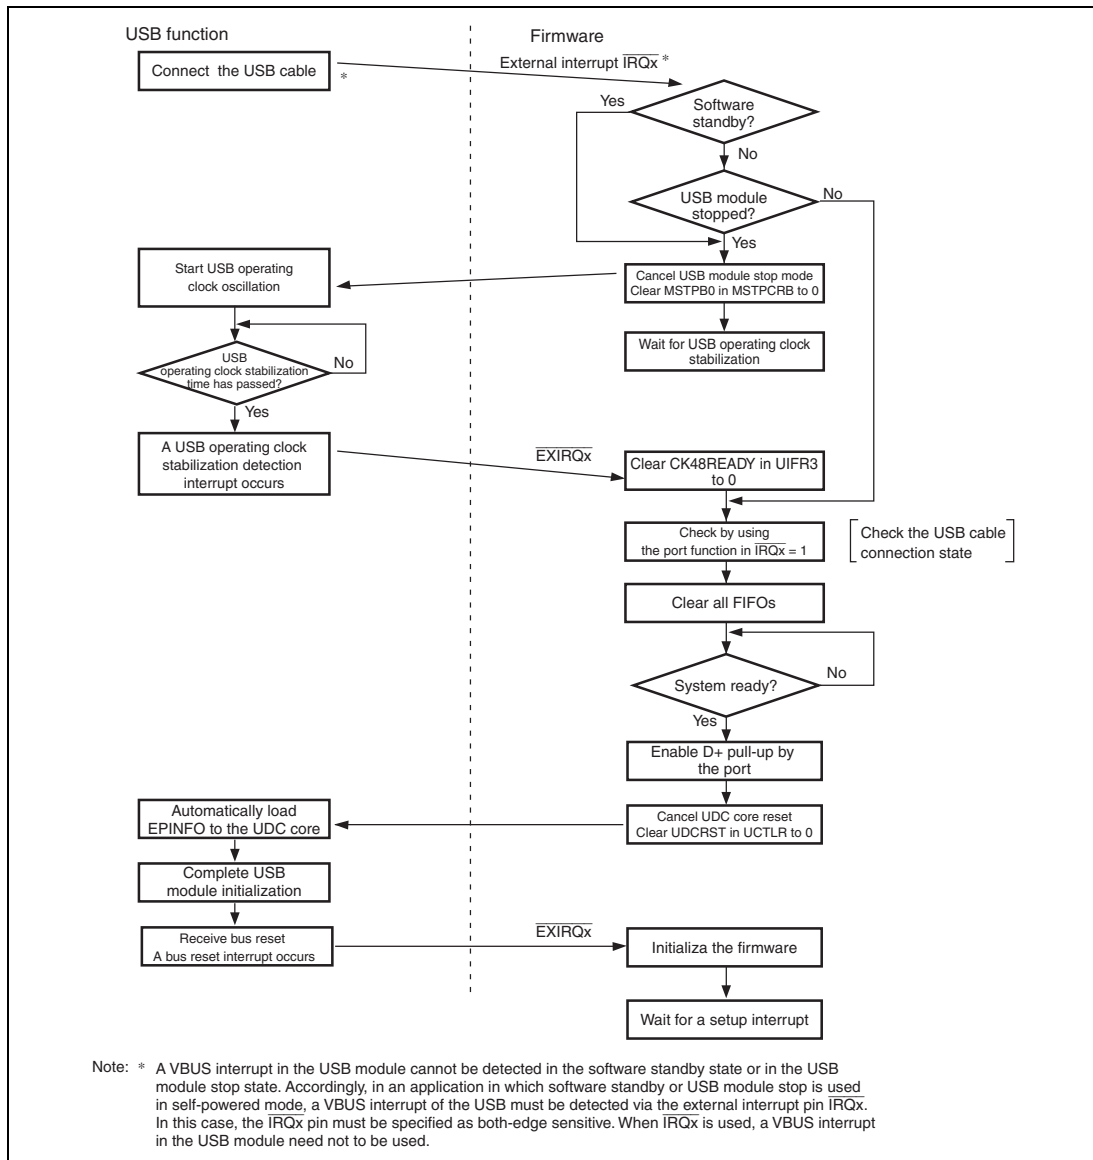 USB function
Firmware
Connect the USB cable
*
External interrupt IRQx *
Software
standby?
Yes
No
USB module
stopped?
No
Yes
Start USB operating
clock oscillation
Cancel USB module stop mode
Clear MSTPB0 in MSTPCRB to 0
Wait for USB operating clock
stabilization
USB
operating clock stabilization
time has passed?
No
Yes
A USB operating clock
stabilization detection
interrupt occurs
EXIRQx
Clear CK48READY in UIFR3
to 0
Check by using
the port function in IRQx = 1
Check the USB cable
connection state
Clear all FIFOs
System ready?
No
Yes
Enable D+ pull-up by
the port
Automatically load
EPINFO to the UDC core
Cancel UDC core reset
Clear UDCRST in UCTLR to 0
Complete USB
module initialization
Receive bus reset
A bus reset interrupt occurs
EXIRQx
Initializa the firmware
Wait for a setup interrupt
Note: * A VBUS interrupt in the USB module cannot be detected in the software standby state or in the USB
module stop state. Accordingly, in an application in which software standby or USB module stop is used
in self-powered mode, a VBUS interrupt of the USB must be detected via the external interrupt pin IRQx.
In this case, the IRQx pin must be specified as both-edge sensitive. When IRQx is used, a VBUS interrupt
in the USB module need not to be used.